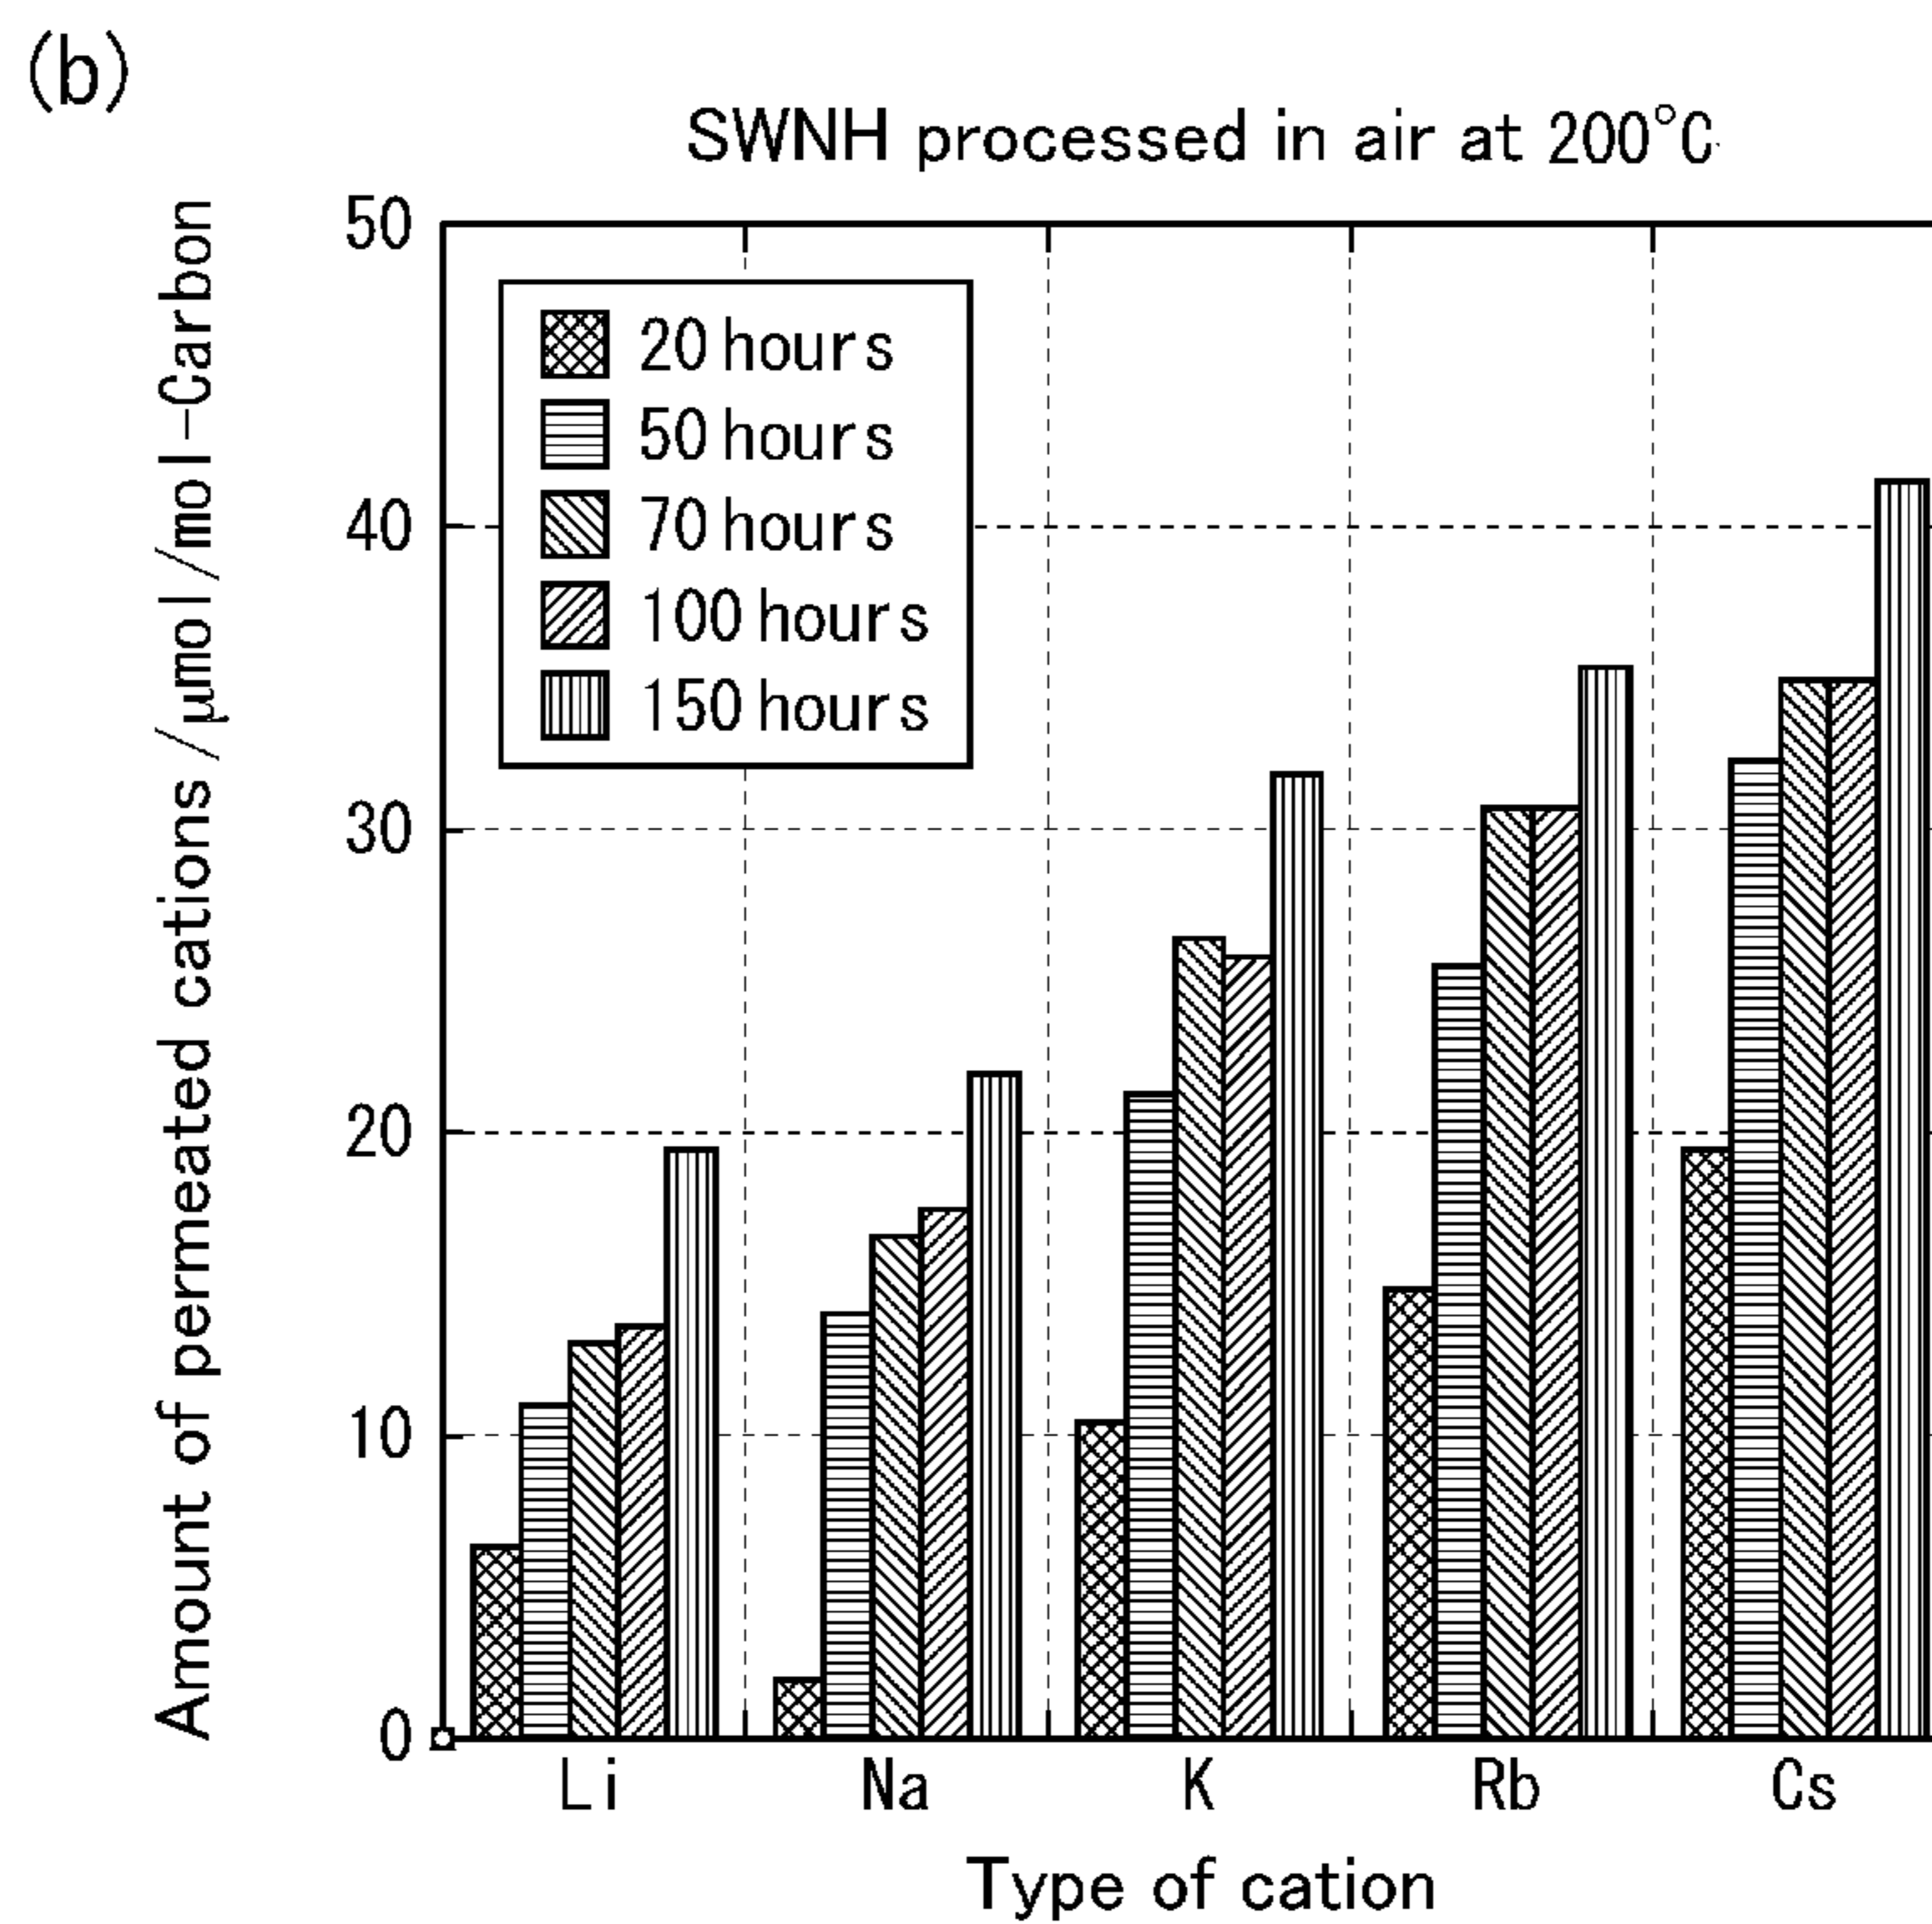 (b)
SWNH processed in air at 200°C
Amount of permeated cations /μmol/mol-Carbon
50
40
30
20
10
0
20 hours
50 hours
70 hours
100 hours
150 hours
Li Na K Rb Cs
Type of cation